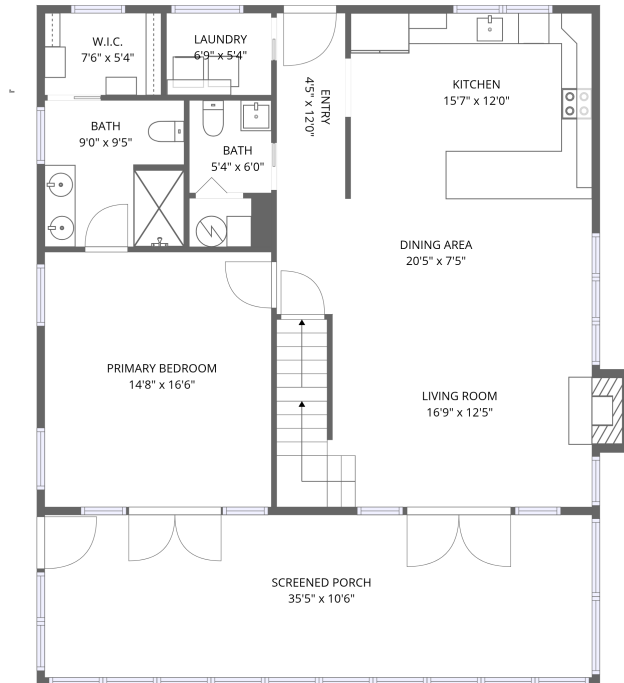 W.I.C.
7'6" x 5'4"
LAUNDRY
6'9" x 5'4"
ENTRY
4'5" x 12'0"
KITCHEN
15'7" x 12'0"
BATH
9'0" x 9'5"
BATH
5'4" x 6'0"
DINING AREA
20'5" x 7'5"
PRIMARY BEDROOM
14'8" x 16'6"
LIVING ROOM
16'9" x 12'5"
SCREENED PORCH
35'5" x 10'6"